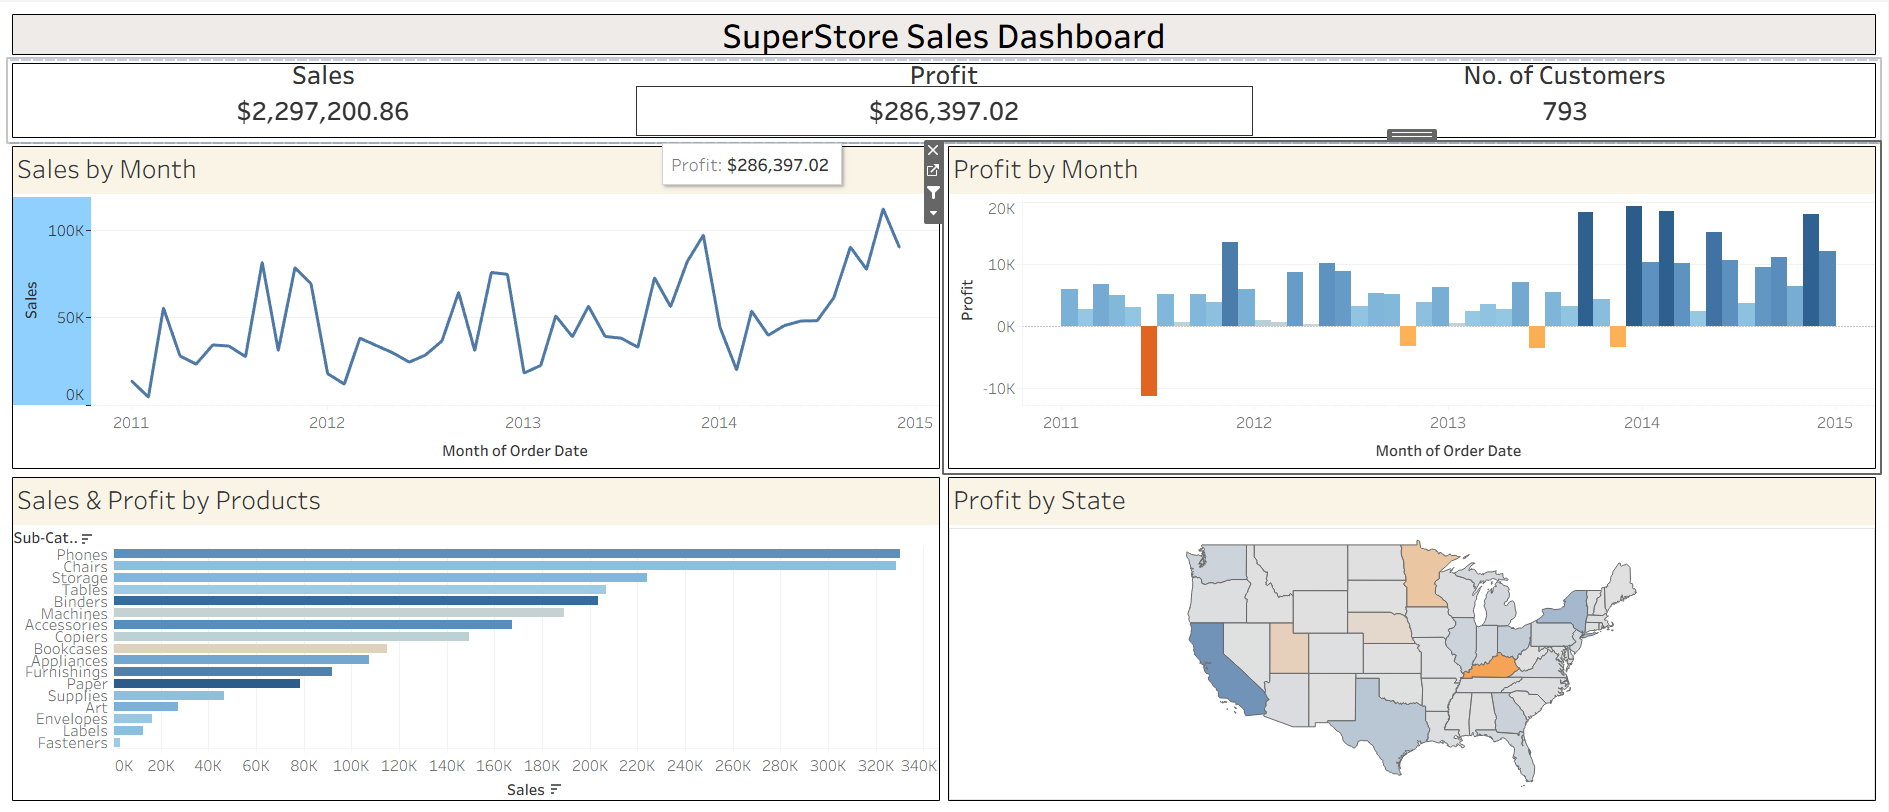 SuperStore Sales Dashboard
Sales
$2,297,200.86
Profit
$286,397.02
No. of Customers
793
Sales by Month
Profit: $286,397.02
100K
50K
0K
Sales
2011 2012 2013 2014 2015
Month of Order Date
Profit by Month
20K
10K
0K
-10K
Profit
2011 2012 2013 2014 2015
Month of Order Date
Sales & Profit by Products
Sub-Cat..
Phones
Chairs
Storage
Tables
Binders
Machines
Accessories
Copiers
Bookcases
Appliances
Furnishings
Paper
Supplies
Art
Envelopes
Labels
Fasteners
0K 20K 40K 60K 80K 100K 120K 140K 160K 180K 200K 220K 240K 260K 280K 300K 320K 340K
Sales
Profit by State